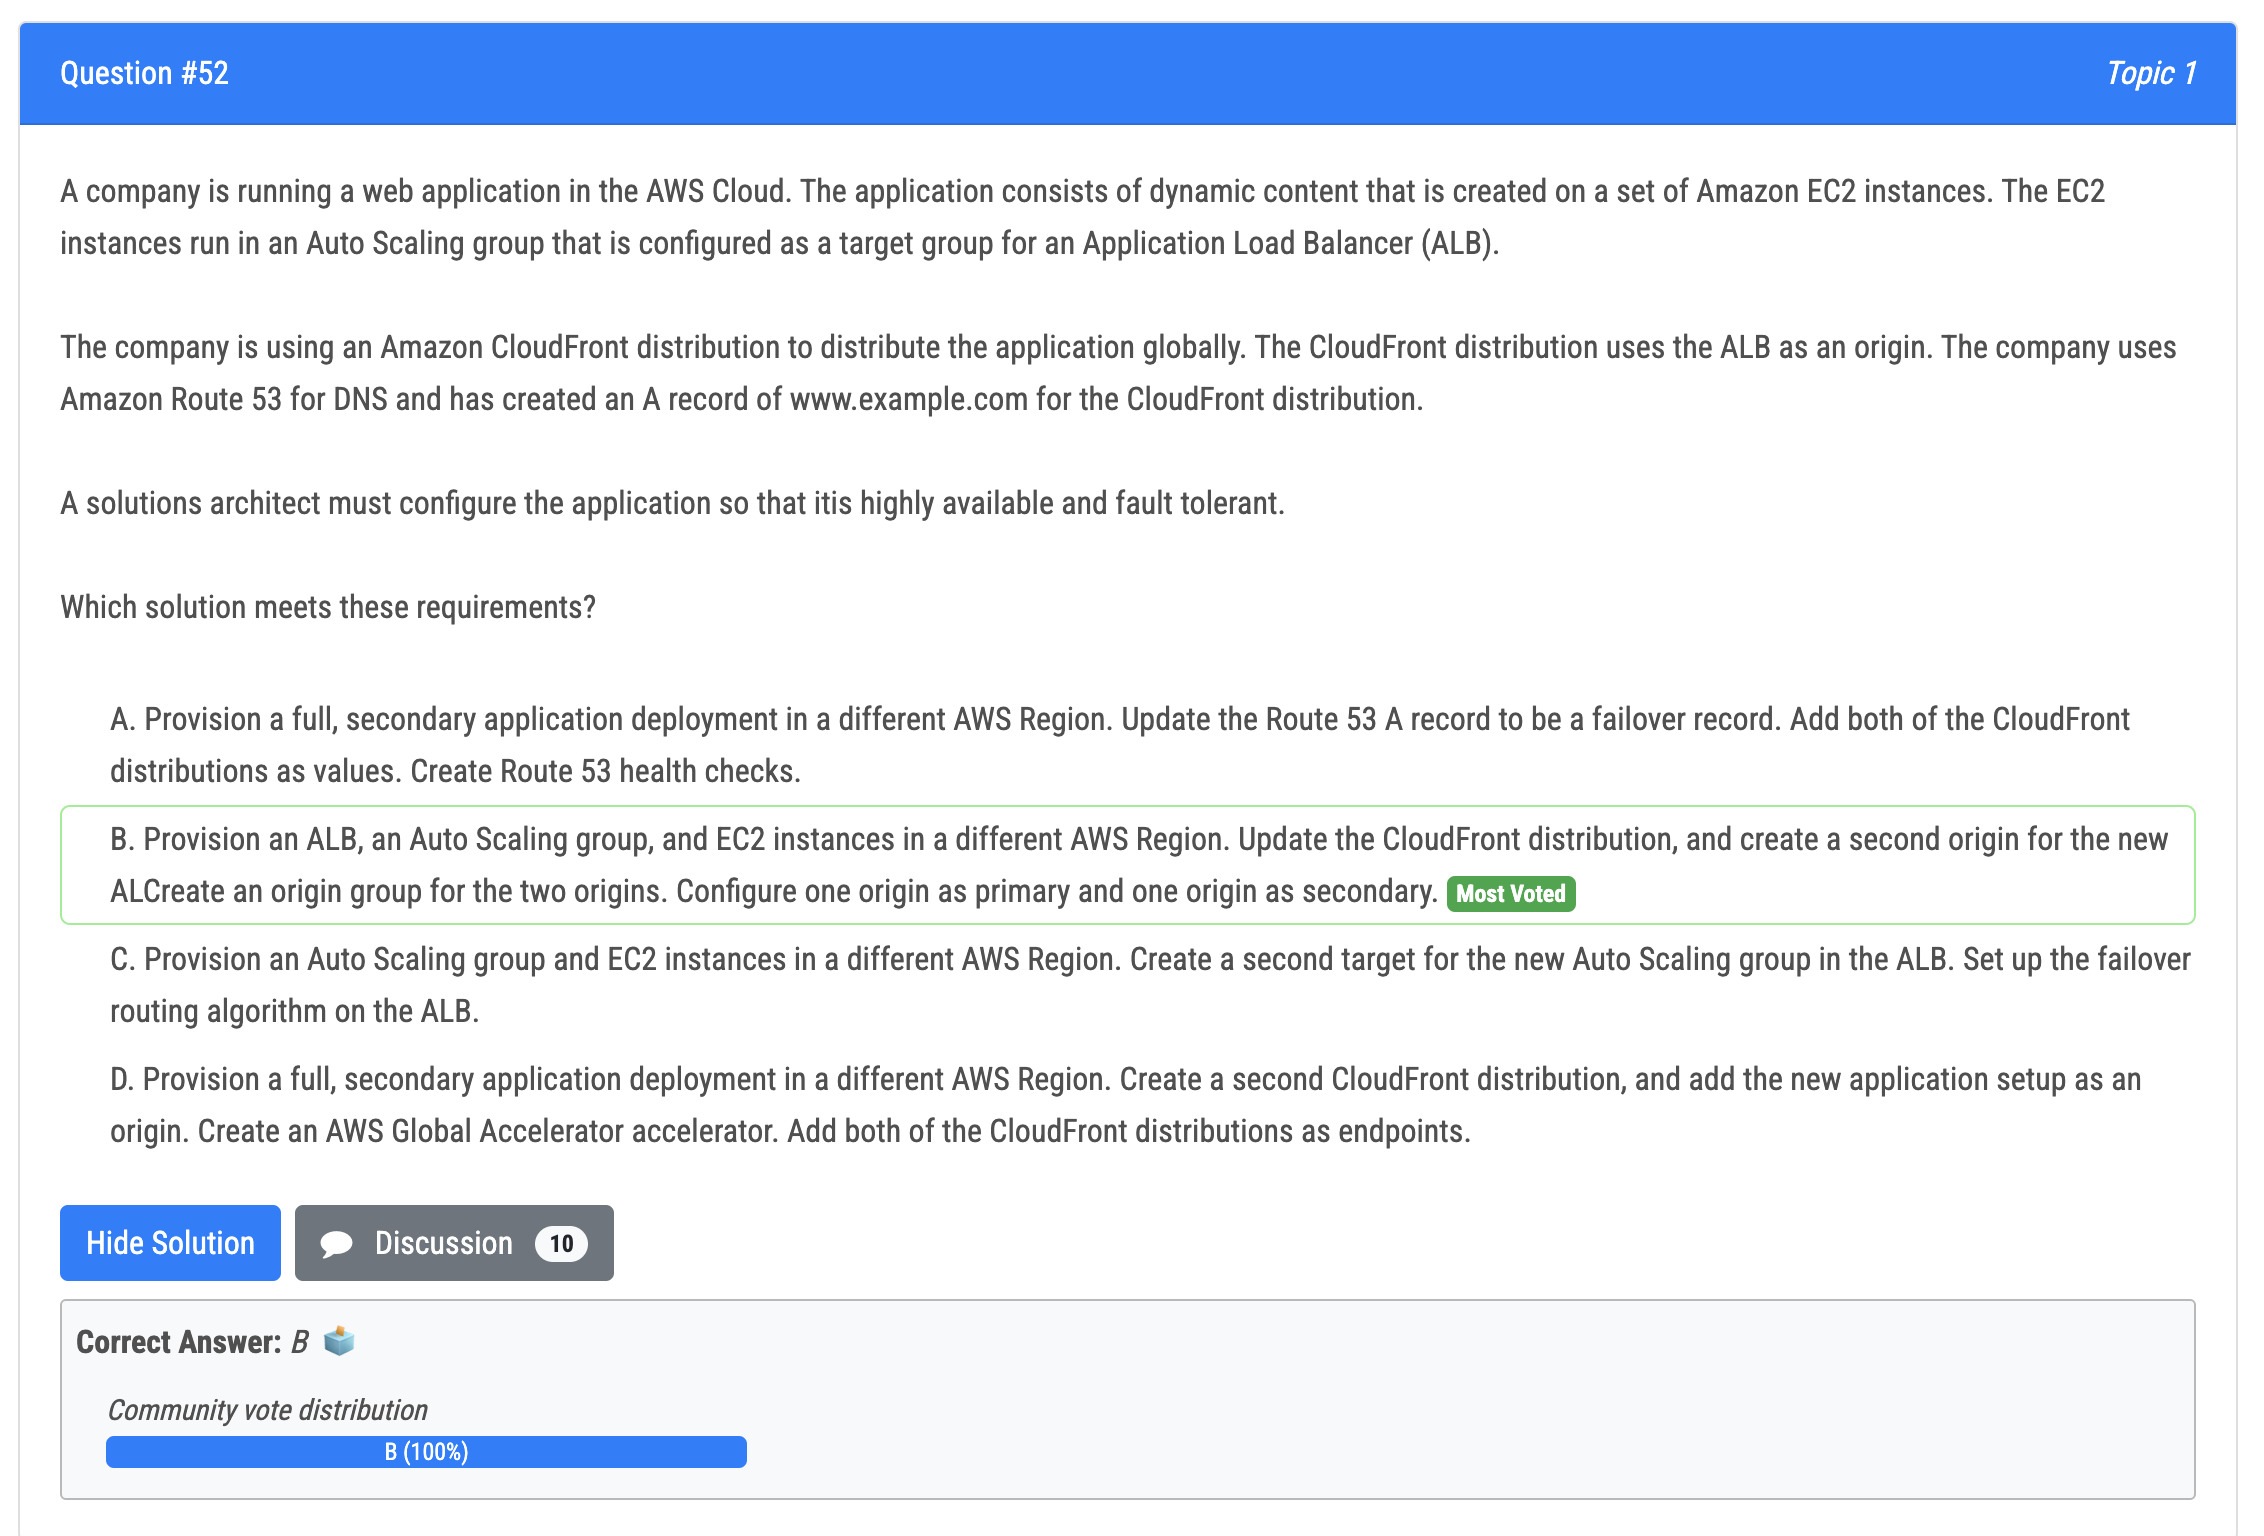 Question #52
Topic 1
A company is running a web application in the AWS Cloud. The application consists of dynamic content that is created on a set of Amazon EC2 instances. The EC2
instances run in an Auto Scaling group that is configured as a target group for an Application Load Balancer (ALB).
The company is using an Amazon CloudFront distribution to distribute the application globally. The CloudFront distribution uses the ALB as an origin. The company uses
Amazon Route 53 for DNS and has created an A record of www.example.com for the CloudFront distribution.
A solutions architect must configure the application so that itis highly available and fault tolerant.
Which solution meets these requirements?
A. Provision a full, secondary application deployment in a different AWS Region. Update the Route 53 A record to be a failover record. Add both of the CloudFront
distributions as values. Create Route 53 health checks.
B. Provision an ALB, an Auto Scaling group, and EC2 instances in a different AWS Region. Update the CloudFront distribution, and create a second origin for the new
ALCreate an origin group for the two origins. Configure one origin as primary and one origin as secondary. Most Voted
C. Provision an Auto Scaling group and EC2 instances in a different AWS Region. Create a second target for the new Auto Scaling group in the ALB. Set up the failover
routing algorithm on the ALB.
D. Provision a full, secondary application deployment in a different AWS Region. Create a second CloudFront distribution, and add the new application setup as an
origin. Create an AWS Global Accelerator accelerator. Add both of the CloudFront distributions as endpoints.
Hide Solution
Discussion 10
Correct Answer: B
Community vote distribution
B (100%)